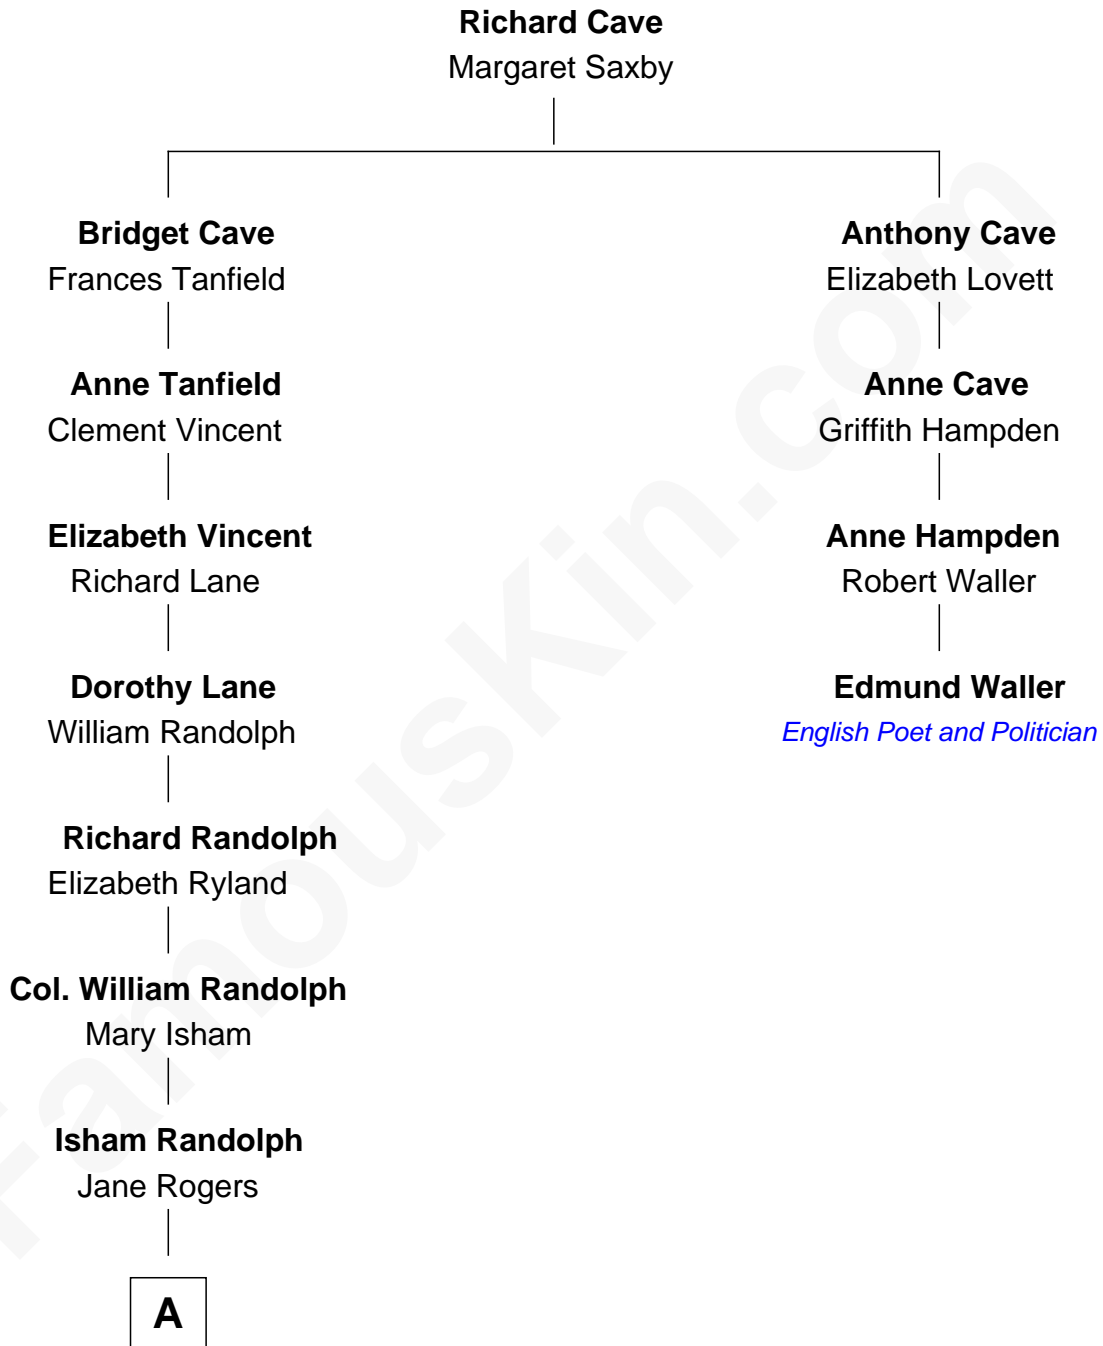 Richard Cave
Margaret Saxby
Bridget Cave
Frances Tanfield
Anthony Cave
Elizabeth Lovett
Anne Tanfield
Clement Vincent
Anne Cave
Griffith Hampden
Elizabeth Vincent
Richard Lane
Anne Hampden
Robert Waller
Dorothy Lane
William Randolph
Edmund Waller
English Poet and Politician
Richard Randolph
Elizabeth Ryland
Col. William Randolph
Mary Isham
Isham Randolph
Jane Rogers
A
FamousKin.com